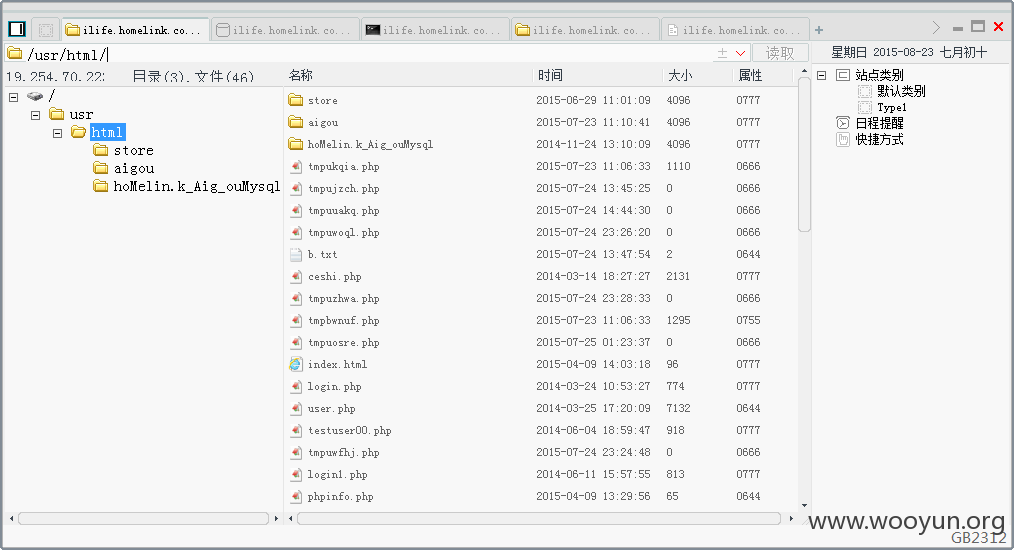 ilife.homelink.co... ilife.homelink.co... ilife.homelink.co... ilife.homelink.co... ilife.homelink.co... +
/usr/html/ 读取 星期日 2015-08-23 七月初十
19.254.70.22: 目录(3),文件(46) 名称 时间 大小 属性
/
usr
html
store
aigou
hoMelin.k_Aig_ouMysql
store 2015-06-29 11:01:09 4096 0777
aigou 2015-07-23 11:10:41 4096 0777
hoMelin.k_Aig_ouMysql 2014-11-24 13:10:09 4096 0777
tmpukqia.php 2015-07-23 11:06:33 1110 0666
tmpujzch.php 2015-07-24 13:45:25 0 0666
tmpuuakq.php 2015-07-24 14:44:30 0 0666
tmpuwoql.php 2015-07-24 23:26:20 0 0666
b.txt 2015-07-24 13:47:54 2 0644
ceshi.php 2014-03-14 18:27:27 2131 0777
tmpuzhwa.php 2015-07-24 23:28:33 0 0666
tmpbwnuf.php 2015-07-23 11:06:33 1295 0755
tmpuosre.php 2015-07-25 01:23:37 0 0666
index.html 2015-04-09 14:03:18 96 0777
login.php 2014-03-24 10:53:27 774 0777
user.php 2014-03-25 17:20:09 7132 0644
testuser00.php 2014-06-04 18:59:47 918 0777
tmpuwfhj.php 2015-07-24 23:24:48 0 0666
login1.php 2014-06-11 15:57:55 813 0777
phpinfo.php 2015-04-09 13:29:56 65 0644
站点类别
默认类别
Type1
日程提醒
快捷方式
www.wooyun.org
GB2312